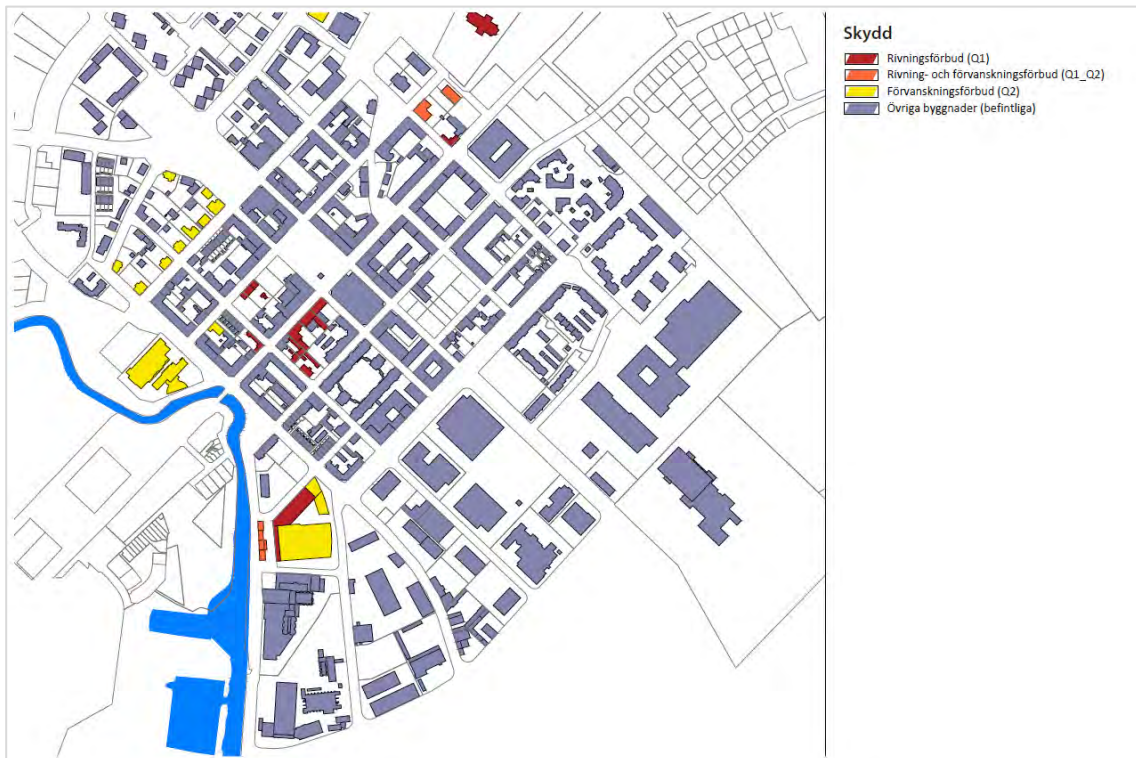 Skydd
Rivningsförbud (Q1)
Rivning- och förvanskningsförbud (Q1_Q2)
Förvanskningsförbud (Q2)
Övriga byggnader (befintliga)